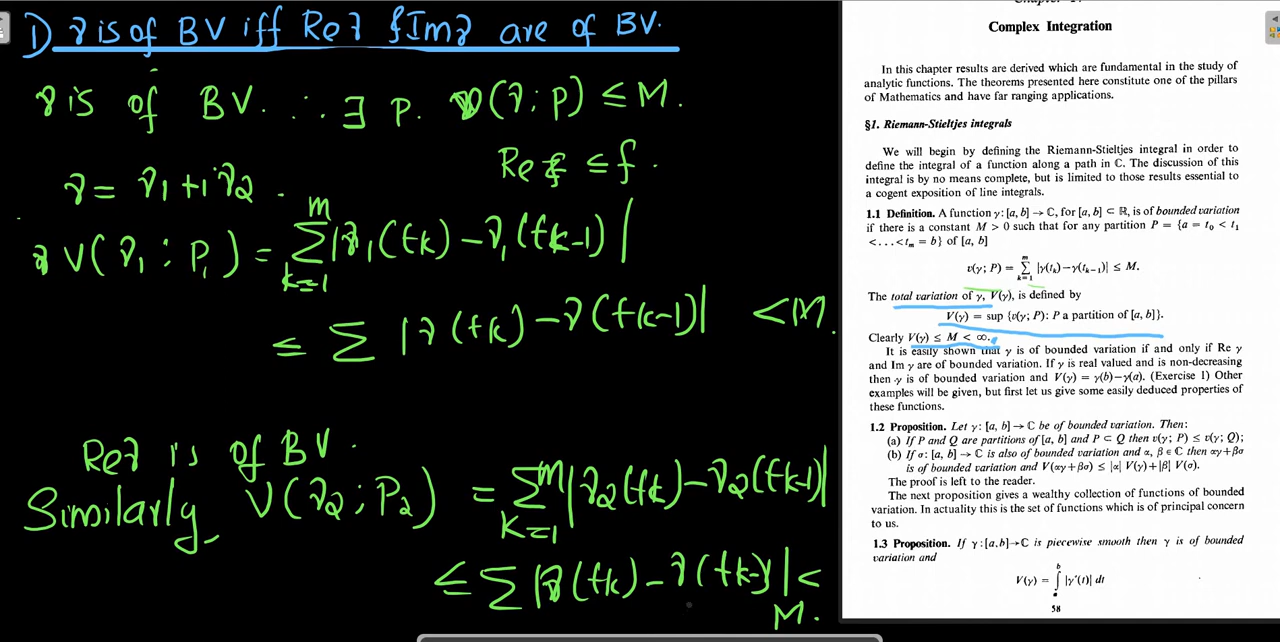 1) γ is of BV iff Re γ & Im γ are of BV.
γ is of BV. ∴ ∃ P. v(γ; P) ≤ M.
Re f ≤ f.
γ = γ1 + iγ2.
V(γ1; P1) = m Σ k=1 |γ1(tk) − γ1(tk−1)|
≤ Σ |γ(tk) − γ(tk−1)| < M.
Re γ is of BV.
Similarly V(γ2; P2) = m Σ k=1 |γ2(tk) − γ2(tk−1)|
≤ Σ |γ(tk) − γ(tk−1)| <
M.
Complex Integration
In this chapter results are derived which are fundamental in the study of
analytic functions. The theorems presented here constitute one of the pillars
of Mathematics and have far ranging applications.
§1. Riemann-Stieltjes integrals
We will begin by defining the Riemann-Stieltjes integral in order to
define the integral of a function along a path in ℂ. The discussion of this
integral is by no means complete, but is limited to those results essential to
a cogent exposition of line integrals.
1.1 Definition. A function γ: [a, b] → ℂ, for [a, b] ⊂ ℝ, is of bounded variation
if there is a constant M > 0 such that for any partition P = {a = t0 < t1
<...<tm = b} of [a, b]
v(γ; P) = m Σ k=1 |γ(tk)−γ(tk−1)| ≤ M.
The total variation of γ, V(γ), is defined by
V(γ) = sup {v(γ; P): P a partition of [a, b]}.
Clearly V(γ) ≤ M < ∞.
It is easily shown that γ is of bounded variation if and only if Re γ
and Im γ are of bounded variation. If γ is real valued and is non-decreasing
then γ is of bounded variation and V(γ) = γ(b)−γ(a). (Exercise 1) Other
examples will be given, but first let us give some easily deduced properties of
these functions.
1.2 Proposition. Let γ: [a, b] → ℂ be of bounded variation. Then:
(a) If P and Q are partitions of [a, b] and P ⊂ Q then v(γ; P) ≤ v(γ; Q);
(b) If σ: [a, b] → ℂ is also of bounded variation and α, β ∈ ℂ then αγ+βσ
is of bounded variation and V(αγ+βσ) ≤ |α| V(γ)+|β| V(σ).
The proof is left to the reader.
The next proposition gives a wealthy collection of functions of bounded
variation. In actuality this is the set of functions which is of principal concern
to us.
1.3 Proposition. If γ:[a,b]→ℂ is piecewise smooth then γ is of bounded
variation and
V(γ) = b ∫ a |γ′(t)| dt
58